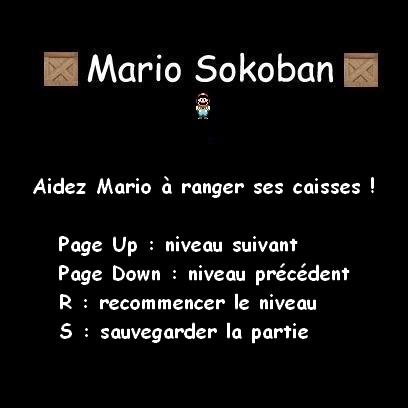 Mario Sokoban
Aidez Mario à ranger ses caisses !
Page Up : niveau suivant
Page Down : niveau précédent
R : recommencer le niveau
S : sauvegarder la partie